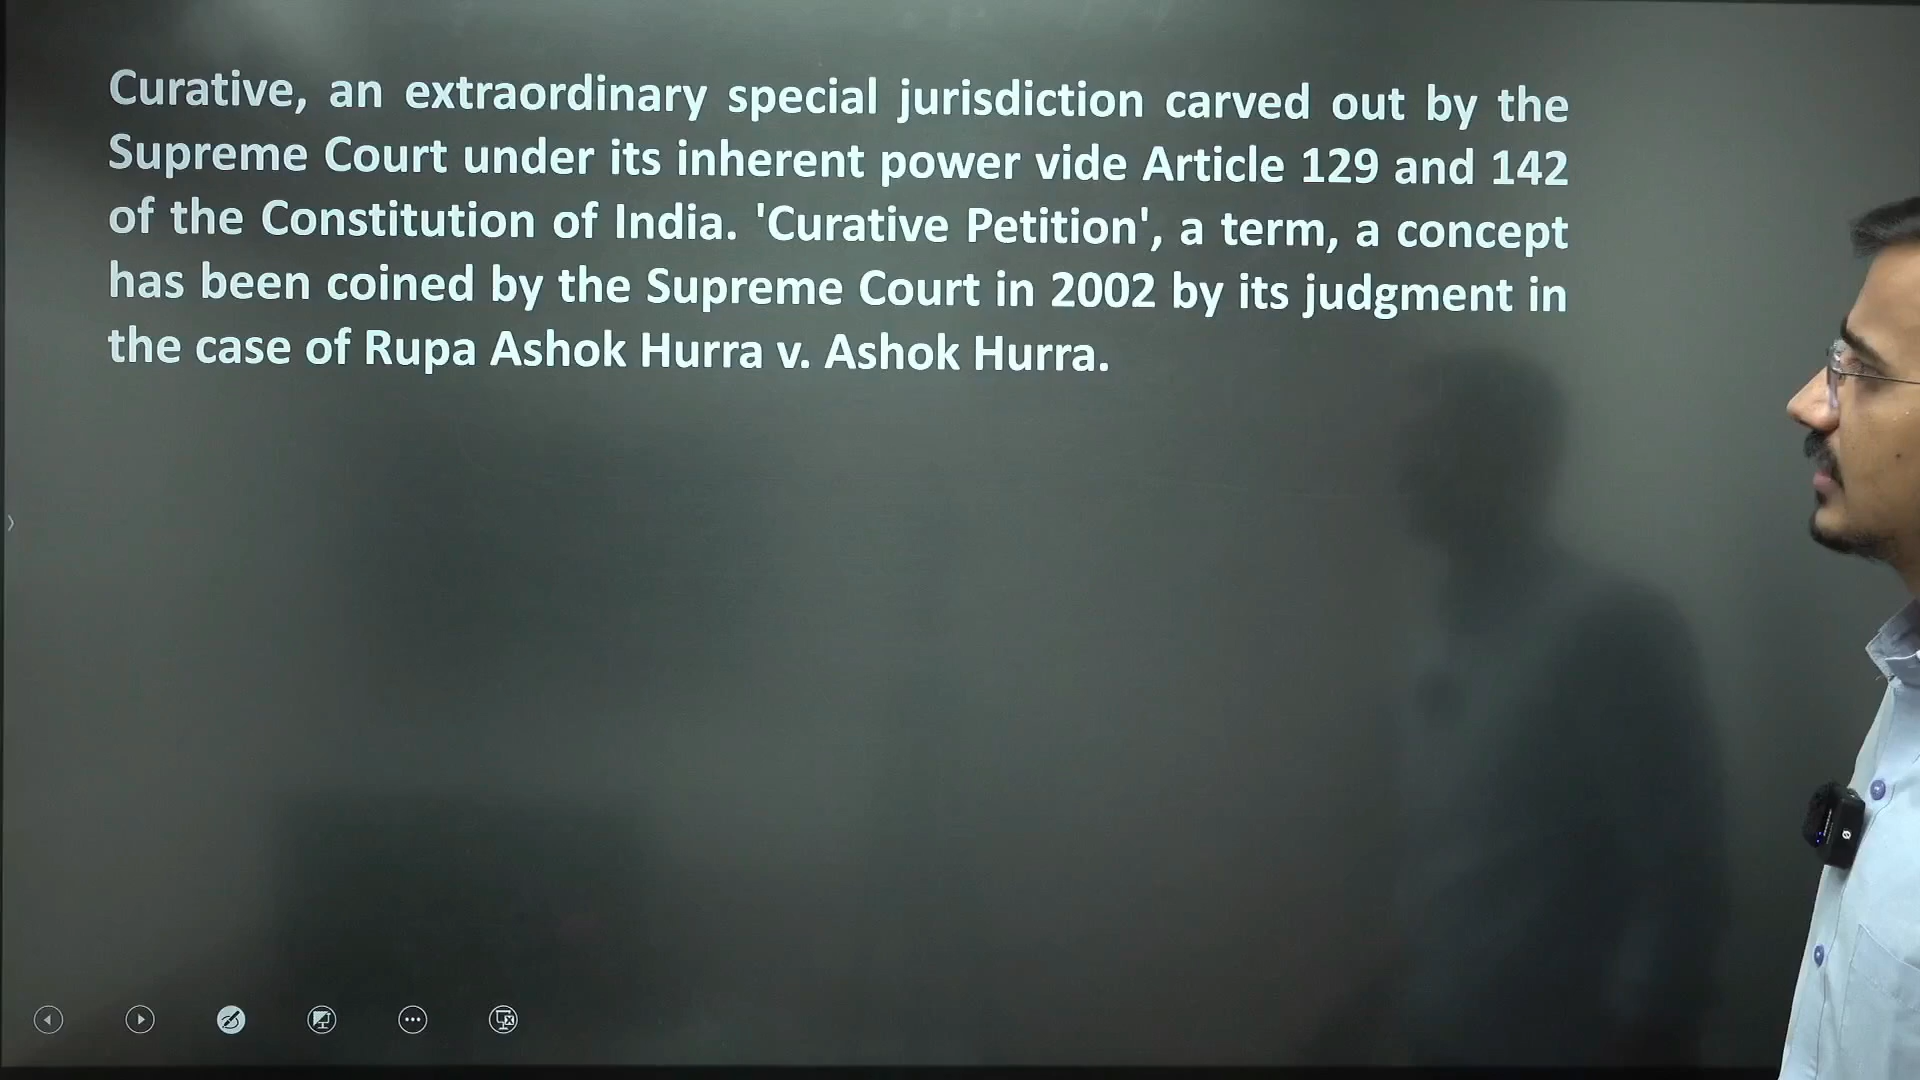 Curative, an extraordinary special jurisdiction carved out by the
Supreme Court under its inherent power vide Article 129 and 142
of the Constitution of India. 'Curative Petition', a term, a concept
has been coined by the Supreme Court in 2002 by its judgment in
the case of Rupa Ashok Hurra v. Ashok Hurra.